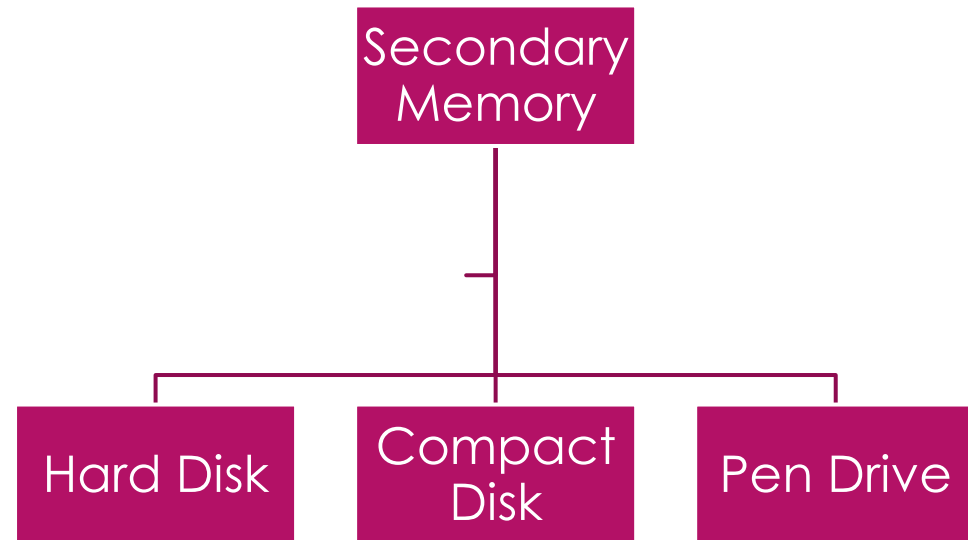 Secondary
Memory
Hard Disk
Compact
Disk
Pen Drive